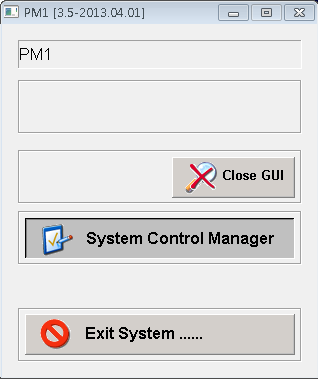 PM1 [3.5-2013.04.01]
PM1
Close GUI
System Control Manager
Exit System ......